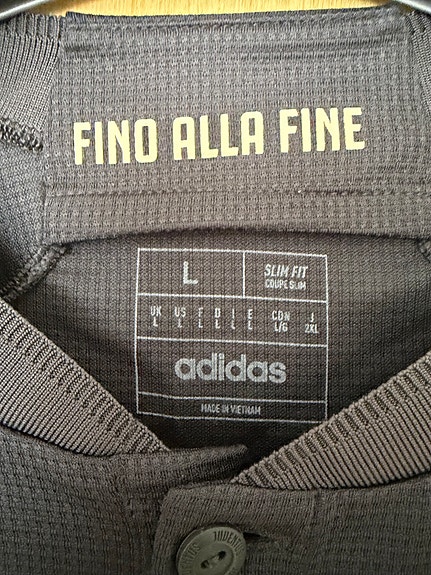 FINO ALLA FINE
L
SLIM FIT
COUPE SLIM
UK US F D I E CDN J
L L L L L L L/G 2XL
adidas
MADE IN VIETNAM